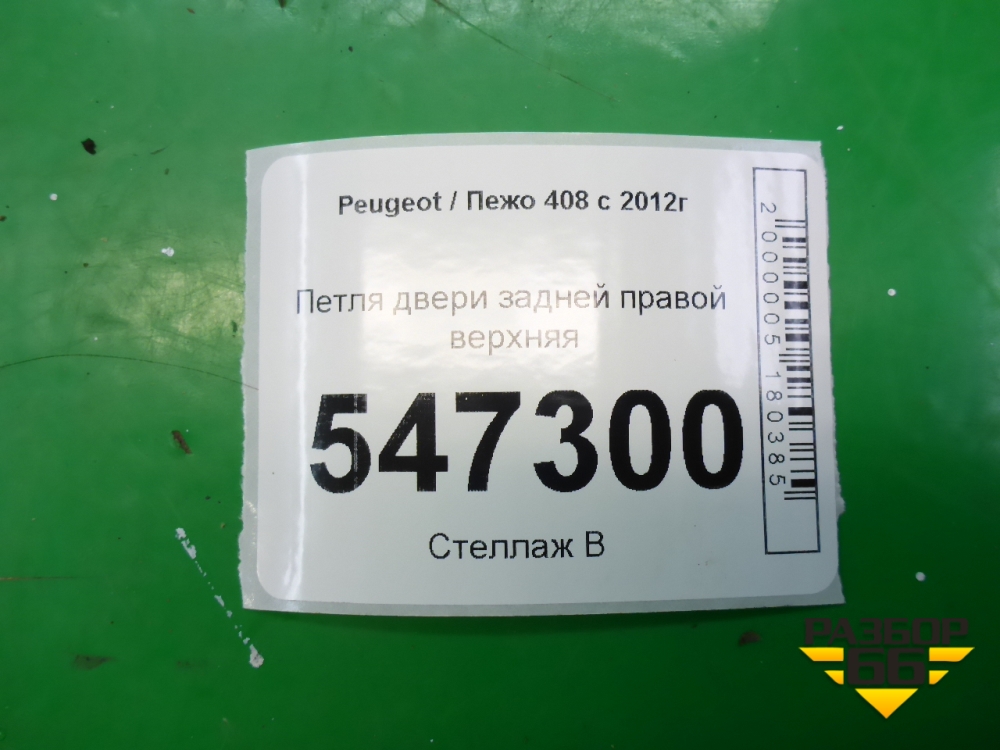 Peugeot / Пежо 408 с 2012г
Петля двери задней правой
верхняя
547300
Стеллаж В
2000005180385
РАЗБОР
66